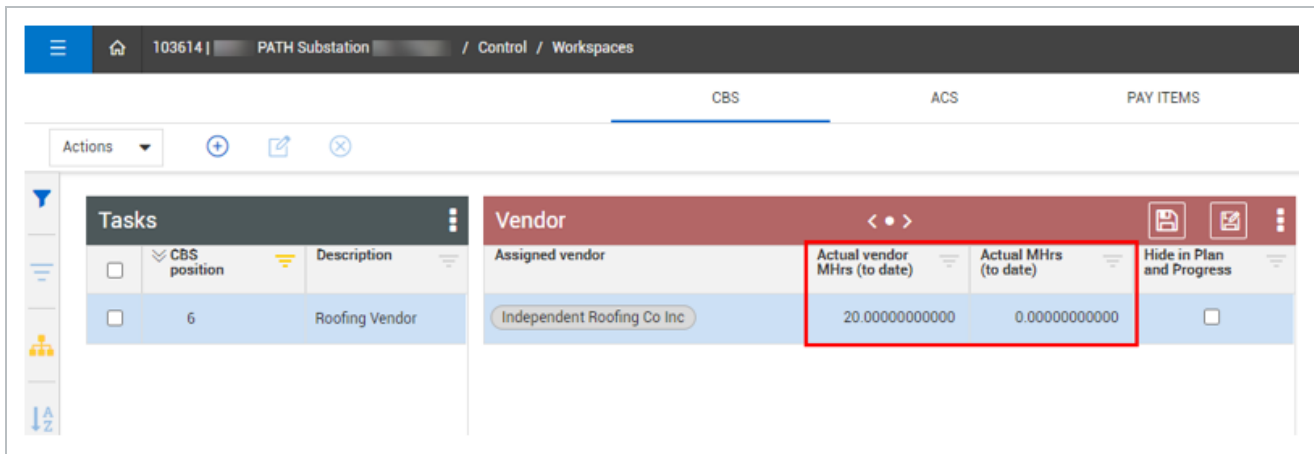 103614 | PATH Substation / Control / Workspaces
CBS ACS PAY ITEMS
Actions
Tasks Vendor
CBS position Description Assigned vendor Actual vendor MHrs (to date) Actual MHrs (to date) Hide in Plan and Progress
6 Roofing Vendor Independent Roofing Co Inc 20.00000000000 0.00000000000
A
Z